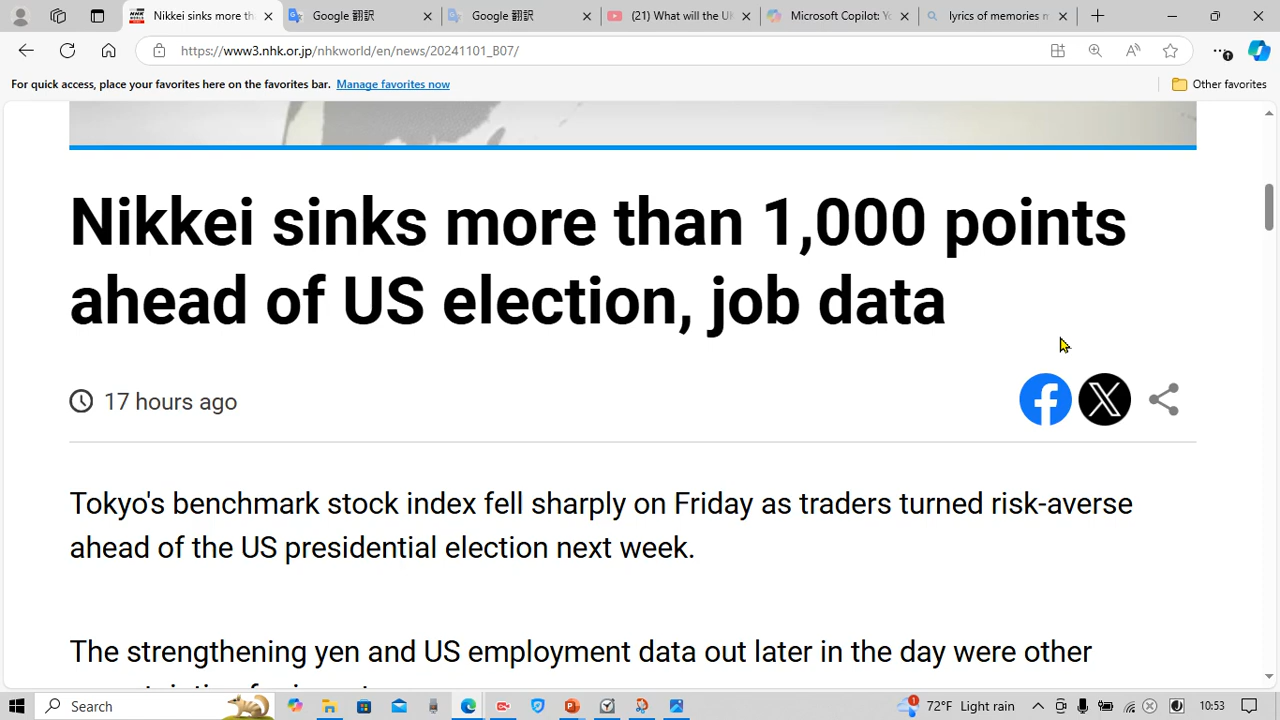 Nikkei sinks more th
Google 翻訳
Google 翻訳
(21) What will the UK
Microsoft Copilot: Yo
lyrics of memories m
https://www3.nhk.or.jp/nhkworld/en/news/20241101_B07/
For quick access, place your favorites here on the favorites bar. Manage favorites now
Other favorites
Nikkei sinks more than 1,000 points
ahead of US election, job data
17 hours ago
Tokyo's benchmark stock index fell sharply on Friday as traders turned risk-averse
ahead of the US presidential election next week.
The strengthening yen and US employment data out later in the day were other
Search
72°F Light rain
10:53